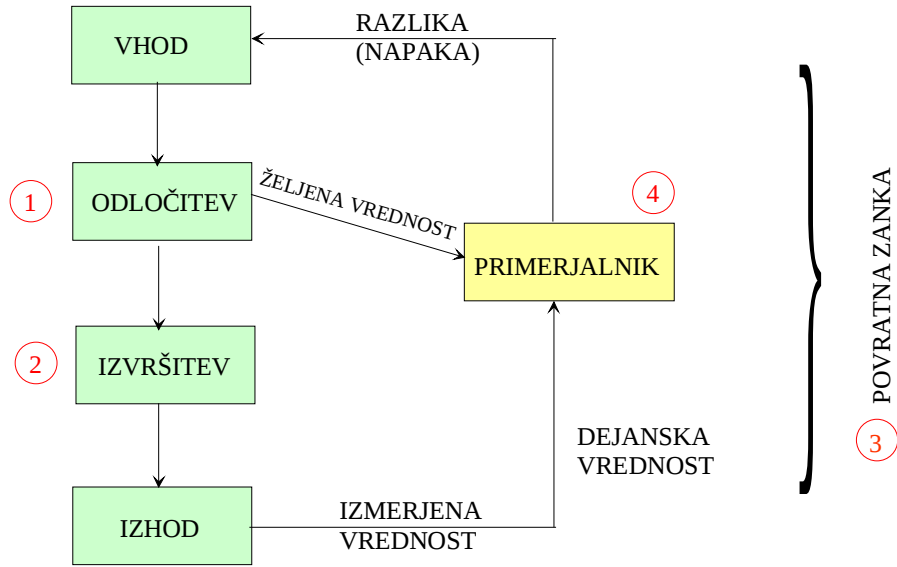 VHOD
RAZLIKA
(NAPAKA)
1
ODLOČITEV
ŽELJENA VREDNOST
4
PRIMERJALNIK
2
IZVRŠITEV
DEJANSKA
VREDNOST
IZHOD
IZMERJENA
VREDNOST
POVRATNA ZANKA
3